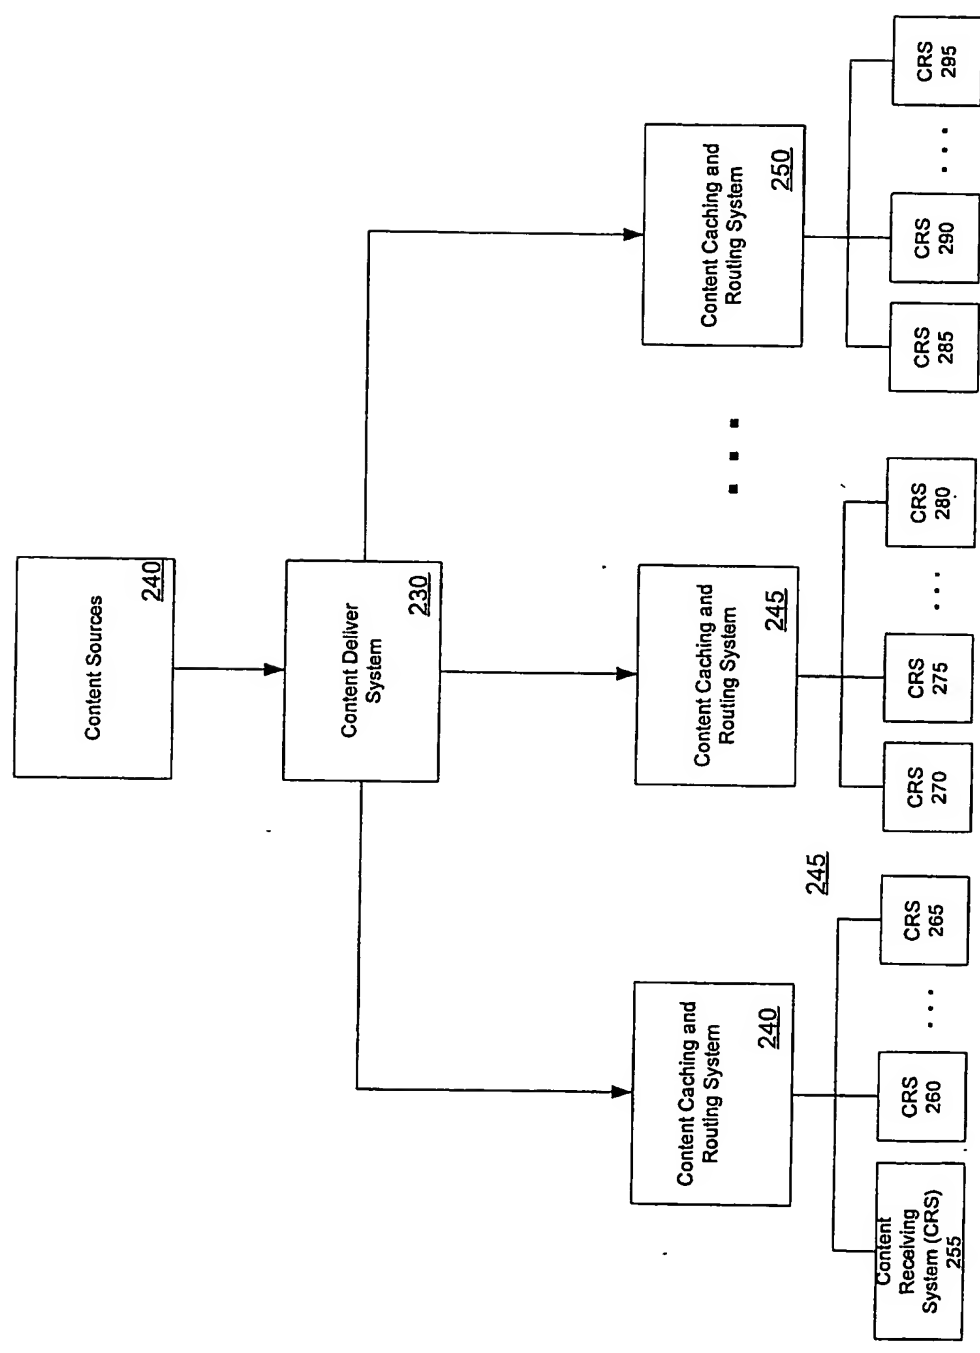 Content Sources
240
Content Deliver
System
230
Content Caching and
Routing System
240
Content Caching and
Routing System
245
Content Caching and
Routing System
250
245
Content
Receiving
System (CRS)
255
CRS
260
. . .
CRS
265
CRS
270
CRS
275
. . .
CRS
280
. . .
CRS
285
CRS
290
. . .
CRS
295